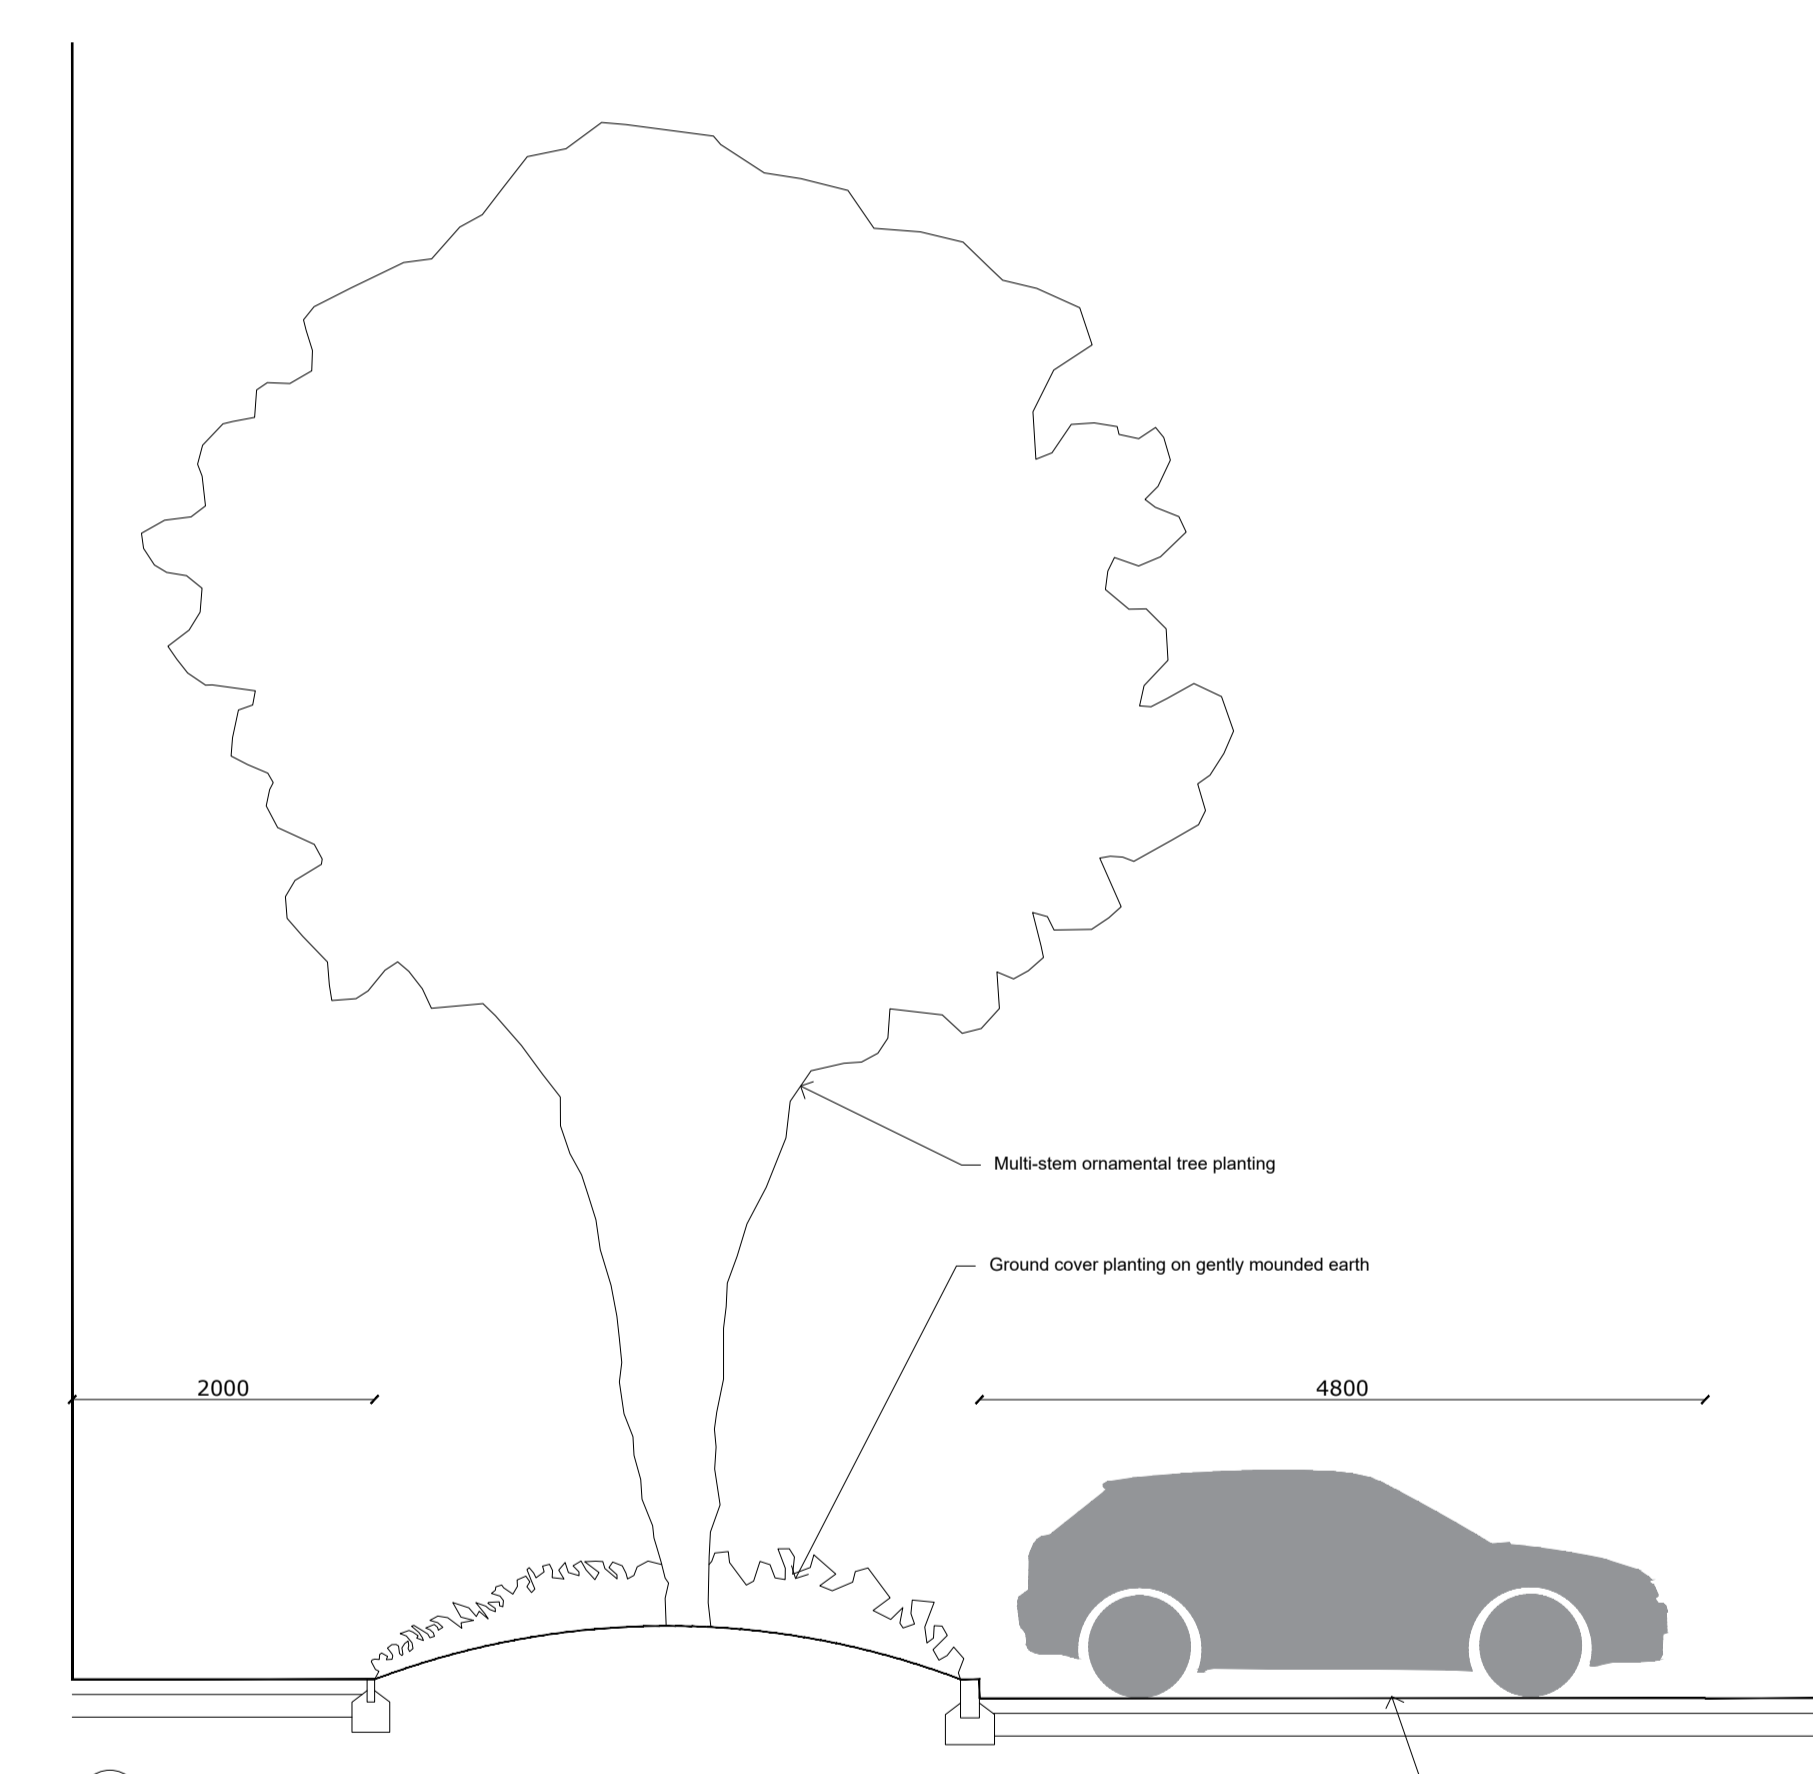 Multi-stem ornamental tree planting
Ground cover planting on gently mounded earth
2000
4800